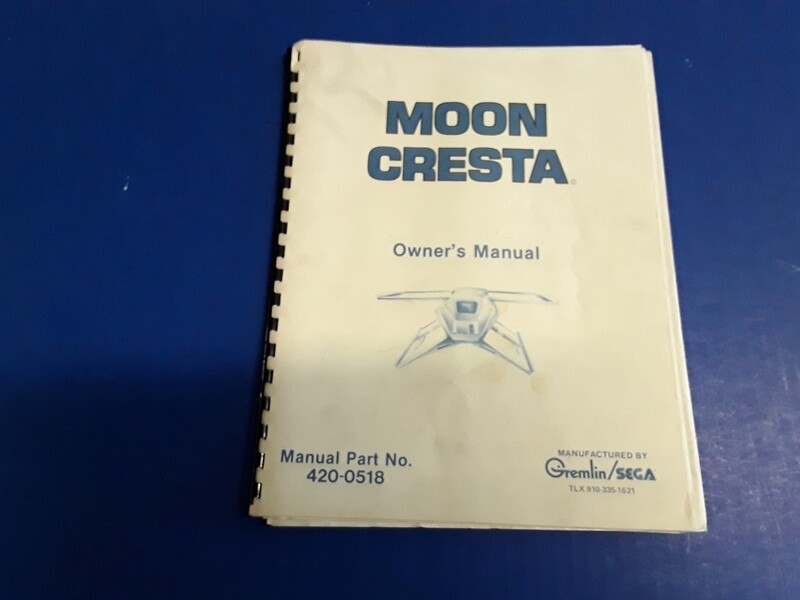 MOON
CRESTA©
Owner's Manual
Manual Part No.
420-0518
MANUFACTURED BY
Gremlin/SEGA
TLX 910-335-1621